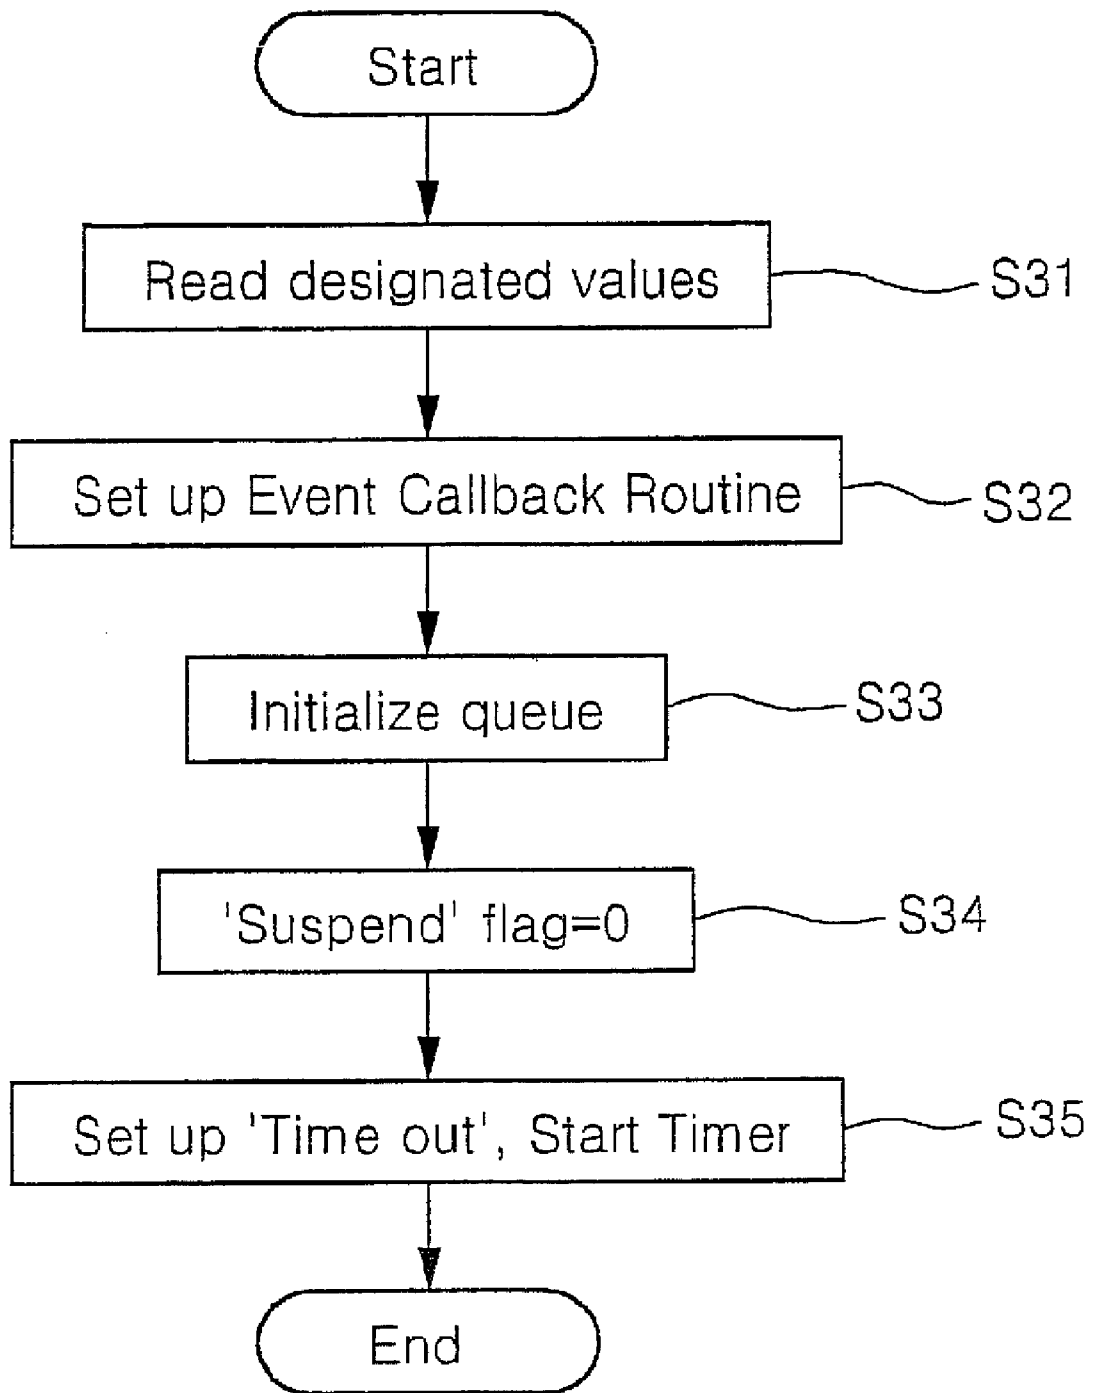 Start
Read designated values
S31
Set up Event Callback Routine
S32
Initialize queue
S33
'Suspend' flag=0
S34
Set up 'Time out', Start Timer
S35
End